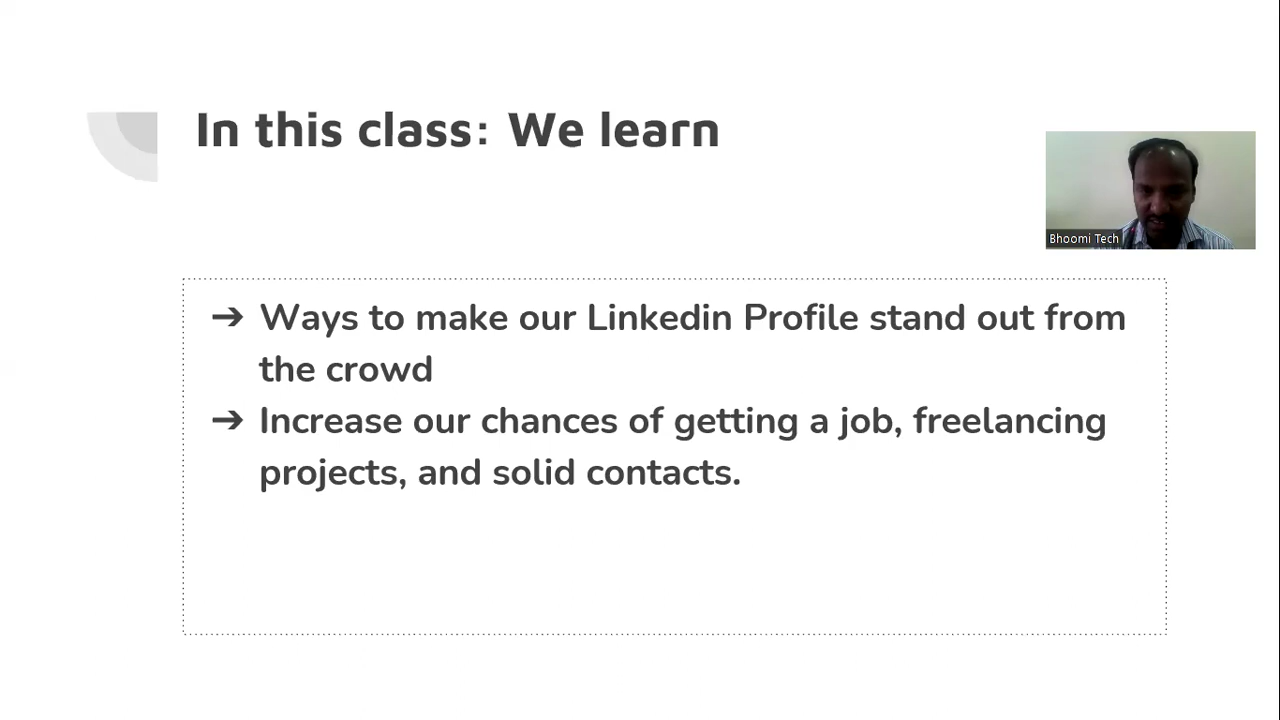 In this class: We learn
Bhoomi Tech
➔ Ways to make our Linkedin Profile stand out from
the crowd
➔ Increase our chances of getting a job, freelancing
projects, and solid contacts.